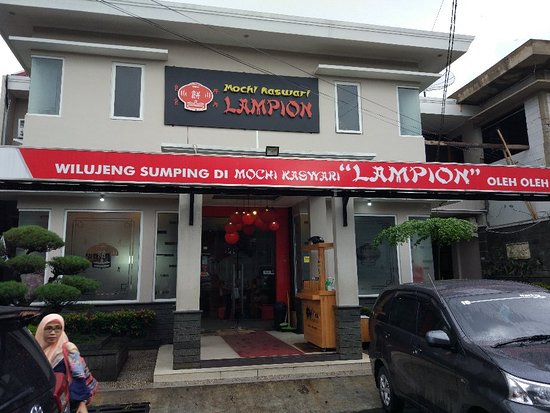 Mochi Kaswari
LAMPION
WILUJENG SUMPING DI MOCHI KASWARI "LAMPION" OLEH OLEH